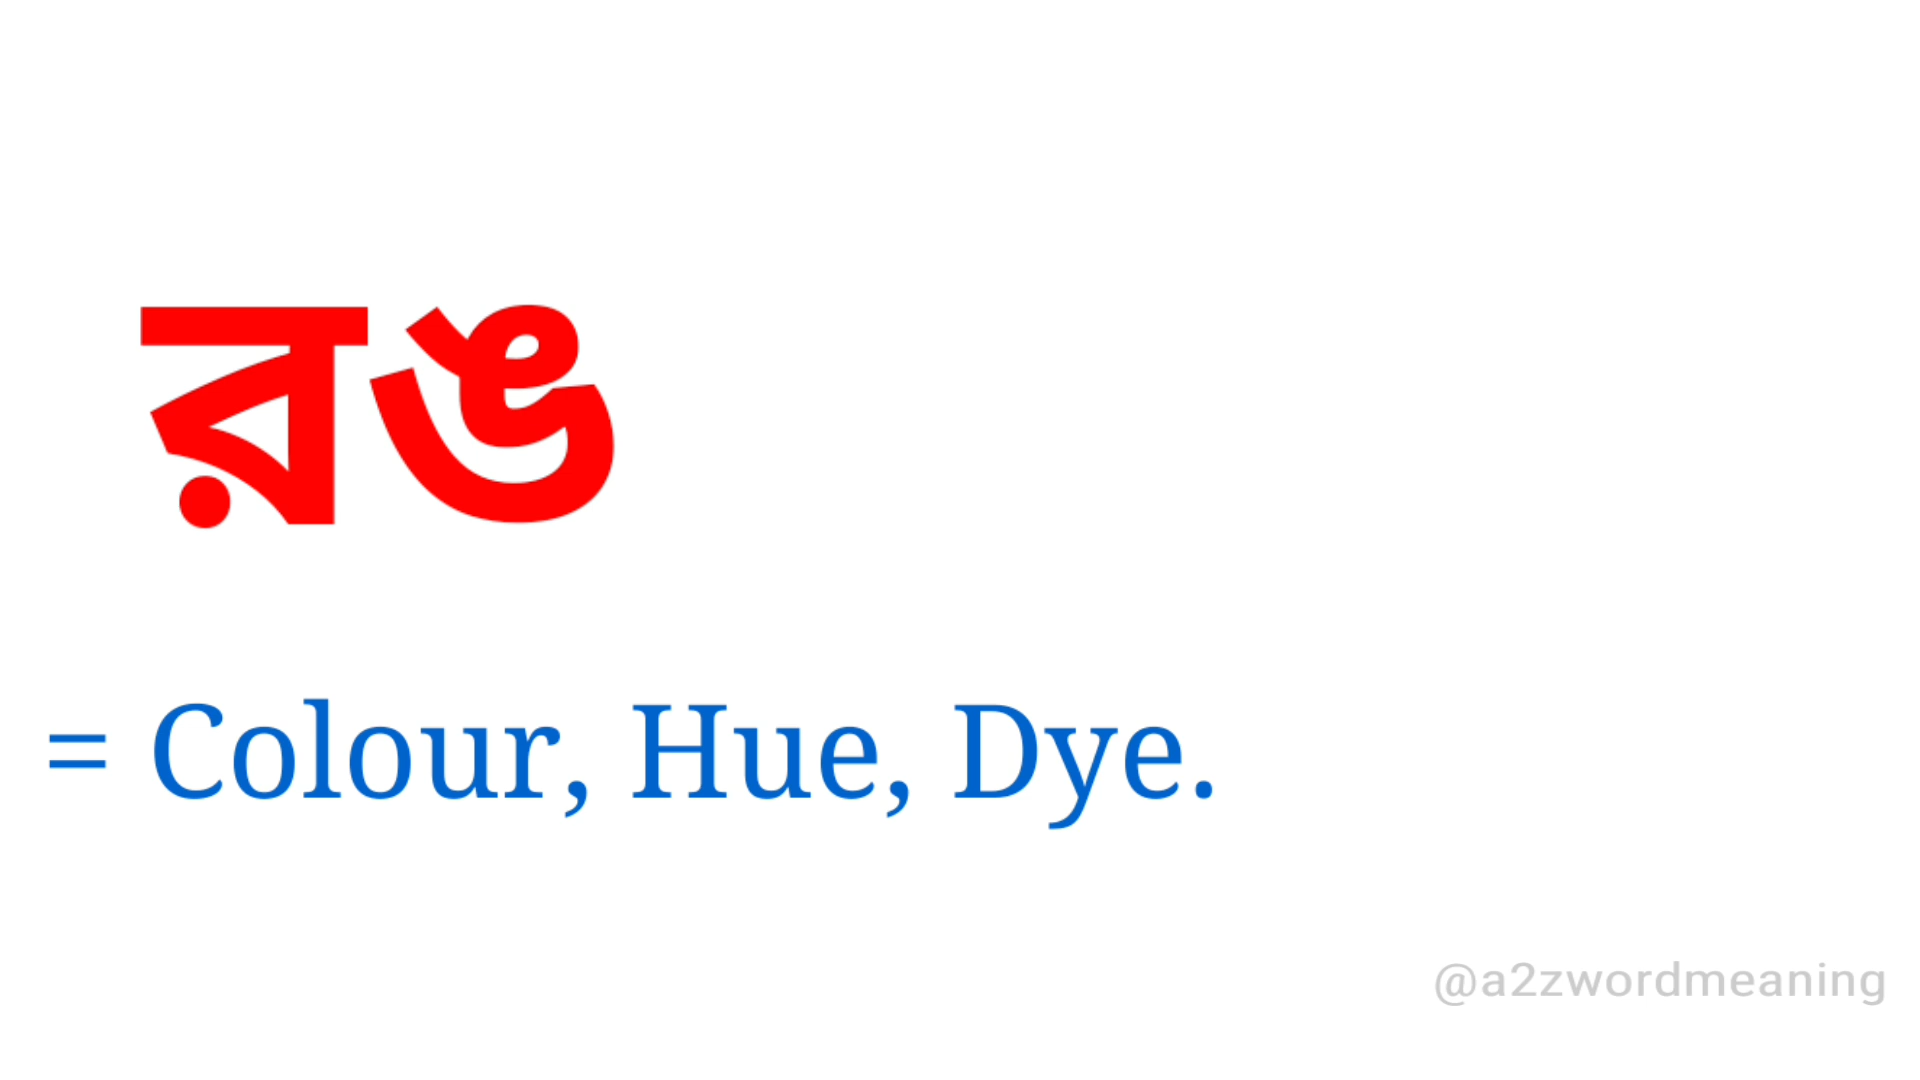 রঙ
= Colour, Hue, Dye.
@a2zwordmeaning